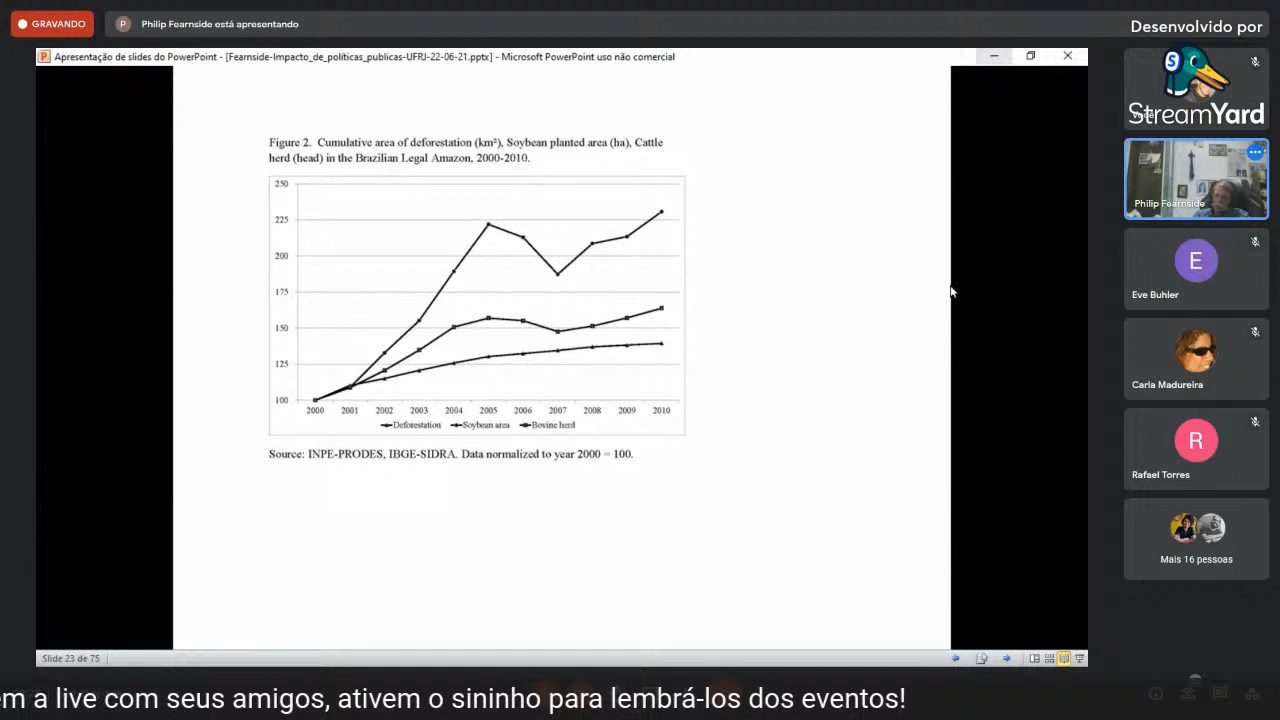 GRAVANDO
P
Philip Fearnside está apresentando
Desenvolvido por
StreamYard
Apresentação de slides do PowerPoint - [Fearnside-Impacto_de_políticas_publicas-UFRJ-22-06-21.pptx] - Microsoft PowerPoint uso não comercial
Figure 2. Cumulative area of deforestation (km²), Soybean planted area (ha), Cattle
herd (head) in the Brazilian Legal Amazon, 2000-2010.
250
225
200
175
150
125
100
2000 2001 2002 2003 2004 2005 2006 2007 2008 2009 2010
Deforestation Soybean area Bovine herd
Source: INPE-PRODES, IBGE-SIDRA. Data normalized to year 2000 = 100.
Philip Fearnside
E
Eve Buhler
Carla Madureira
R
Rafael Torres
Mais 16 pessoas
Slide 23 de 75
em a live com seus amigos, ativem o sininho para lembrá-los dos eventos!